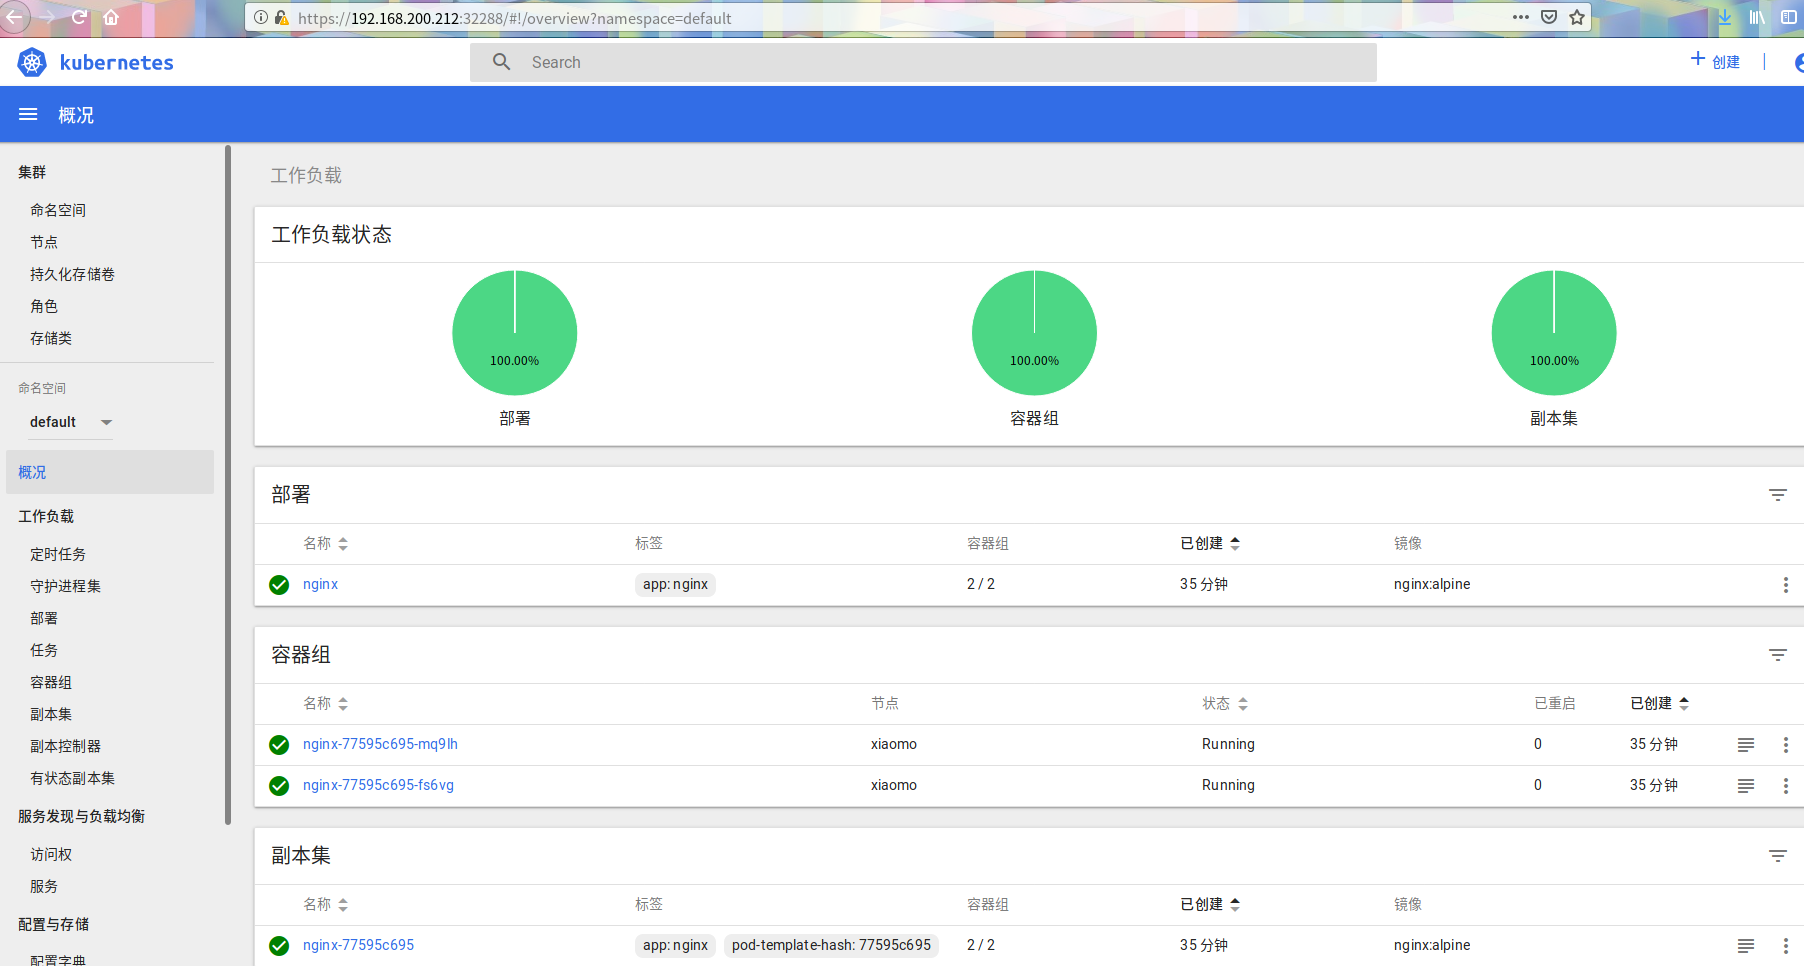 https://192.168.200.212:32288/#!/overview?namespace=default
kubernetes
Search
创建
概况
集群
命名空间
节点
持久化存储卷
角色
存储类
命名空间
default
概况
工作负载
定时任务
守护进程集
部署
任务
容器组
副本集
副本控制器
有状态副本集
服务发现与负载均衡
访问权
服务
配置与存储
配置字典
工作负载
工作负载状态
100.00% 100.00% 100.00%
部署 容器组 副本集
部署
名称 标签 容器组 已创建 镜像
nginx app: nginx 2 / 2 35 分钟 nginx:alpine
容器组
名称 节点 状态 已重启 已创建
nginx-77595c695-mq9lh xiaomo Running 0 35 分钟
nginx-77595c695-fs6vg xiaomo Running 0 35 分钟
副本集
名称 标签 容器组 已创建 镜像
nginx-77595c695 app: nginx pod-template-hash: 77595c695 2 / 2 35 分钟 nginx:alpine